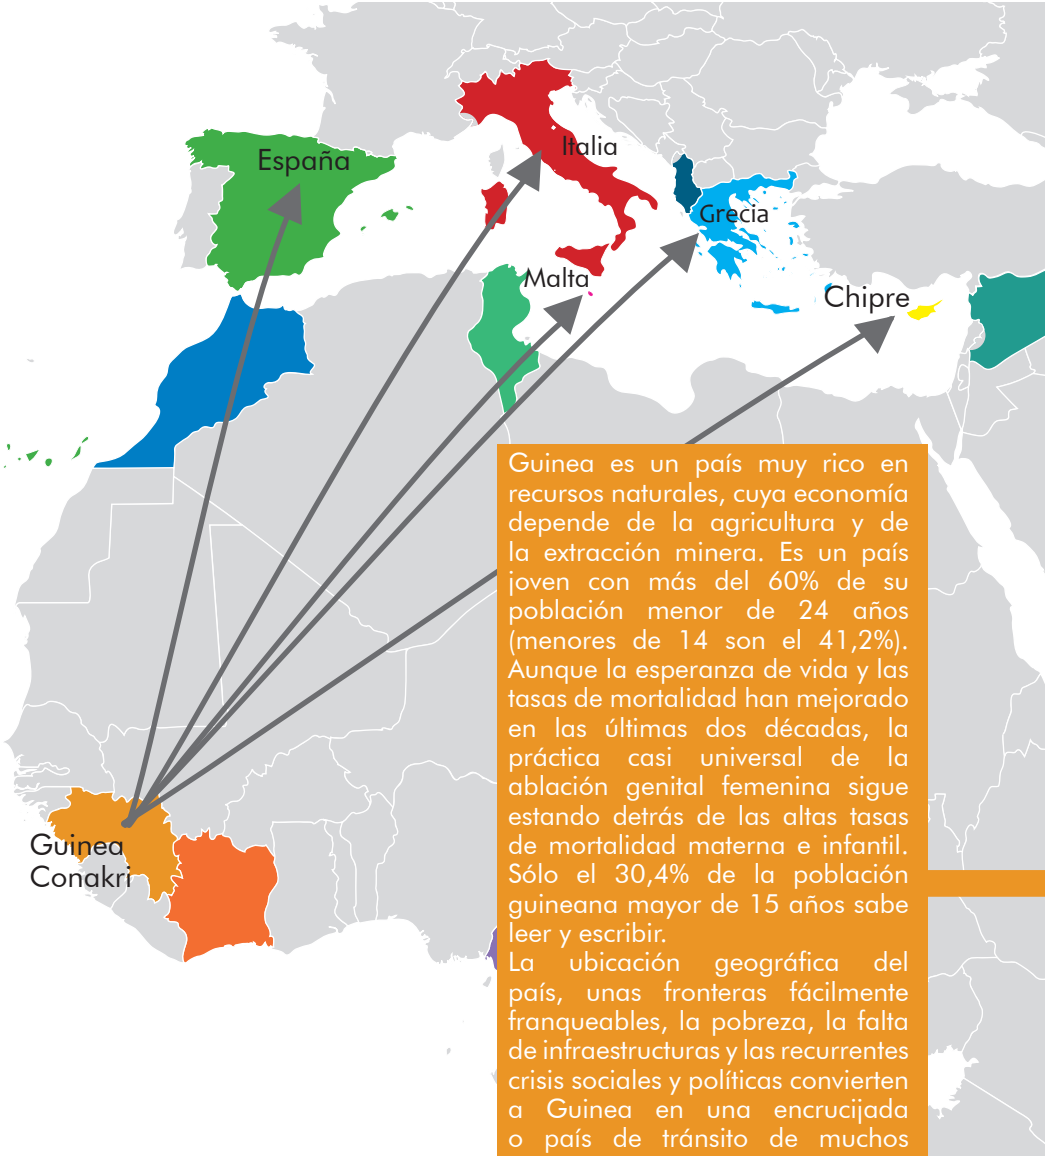 España
Italia
Grecia
Malta
Chipre
Guinea
Conakri
Guinea es un país muy rico en
recursos naturales, cuya economía
depende de la agricultura y de
la extracción minera. Es un país
joven con más del 60% de su
población menor de 24 años
(menores de 14 son el 41,2%).
Aunque la esperanza de vida y las
tasas de mortalidad han mejorado
en las últimas dos décadas, la
práctica casi universal de la
ablación genital femenina sigue
estando detrás de las altas tasas
de mortalidad materna e infantil.
Sólo el 30,4% de la población
guineana mayor de 15 años sabe
leer y escribir.
La ubicación geográfica del
país, unas fronteras fácilmente
franqueables, la pobreza, la falta
de infraestructuras y las recurrentes
crisis sociales y políticas convierten
a Guinea en una encrucijada
o país de tránsito de muchos